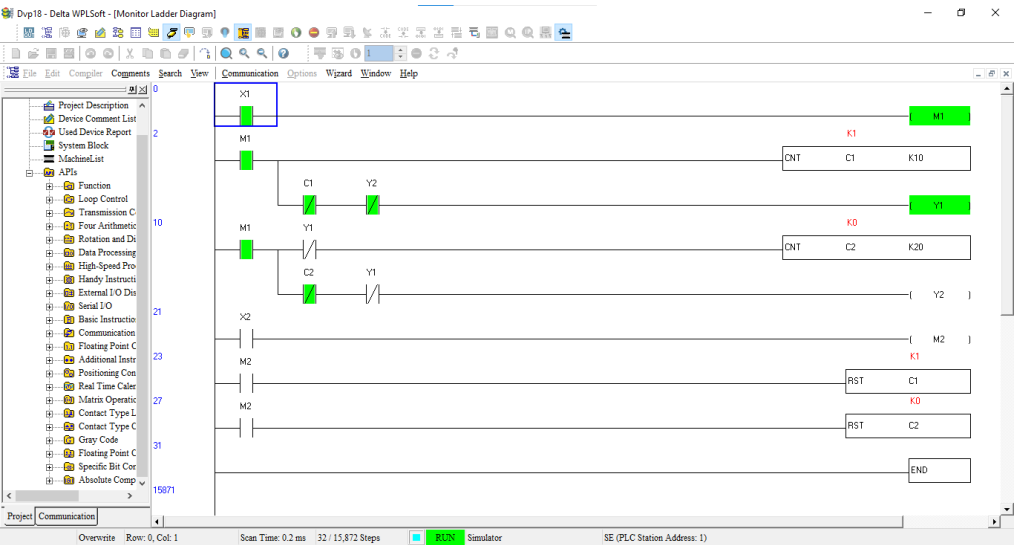 Dvp18 - Delta WPLSoft - [Monitor Ladder Diagram]
1
File Edit Compiler Comments Search View Communication Options Wizard Window Help
Project Description
Device Comment List
Used Device Report
System Block
MachineList
APIs
Function
Loop Control
Transmission C
Four Arithmetic
Rotation and Di
Data Processing
High-Speed Pro
Handy Instructi
External I/O Dis
Serial I/O
Basic Instructio
Communication
Floating Point C
Additional Instr
Positioning Con
Real Time Caler
Matrix Operatic
Contact Type L
Contact Type C
Gray Code
Floating Point C
Specific Bit Cor
Absolute Comp
Project Communication
0
X1
M1
2
M1
K1
CNT C1 K10
C1 Y2
Y1
10
M1 Y1
K0
CNT C2 K20
C2 Y1
Y2
21
X2
M2
23
M2
K1
RST C1
27
M2
K0
RST C2
31
END
15871
Overwrite Row: 0, Col: 1 Scan Time: 0.2 ms 32 / 15,872 Steps RUN Simulator SE (PLC Station Address: 1)